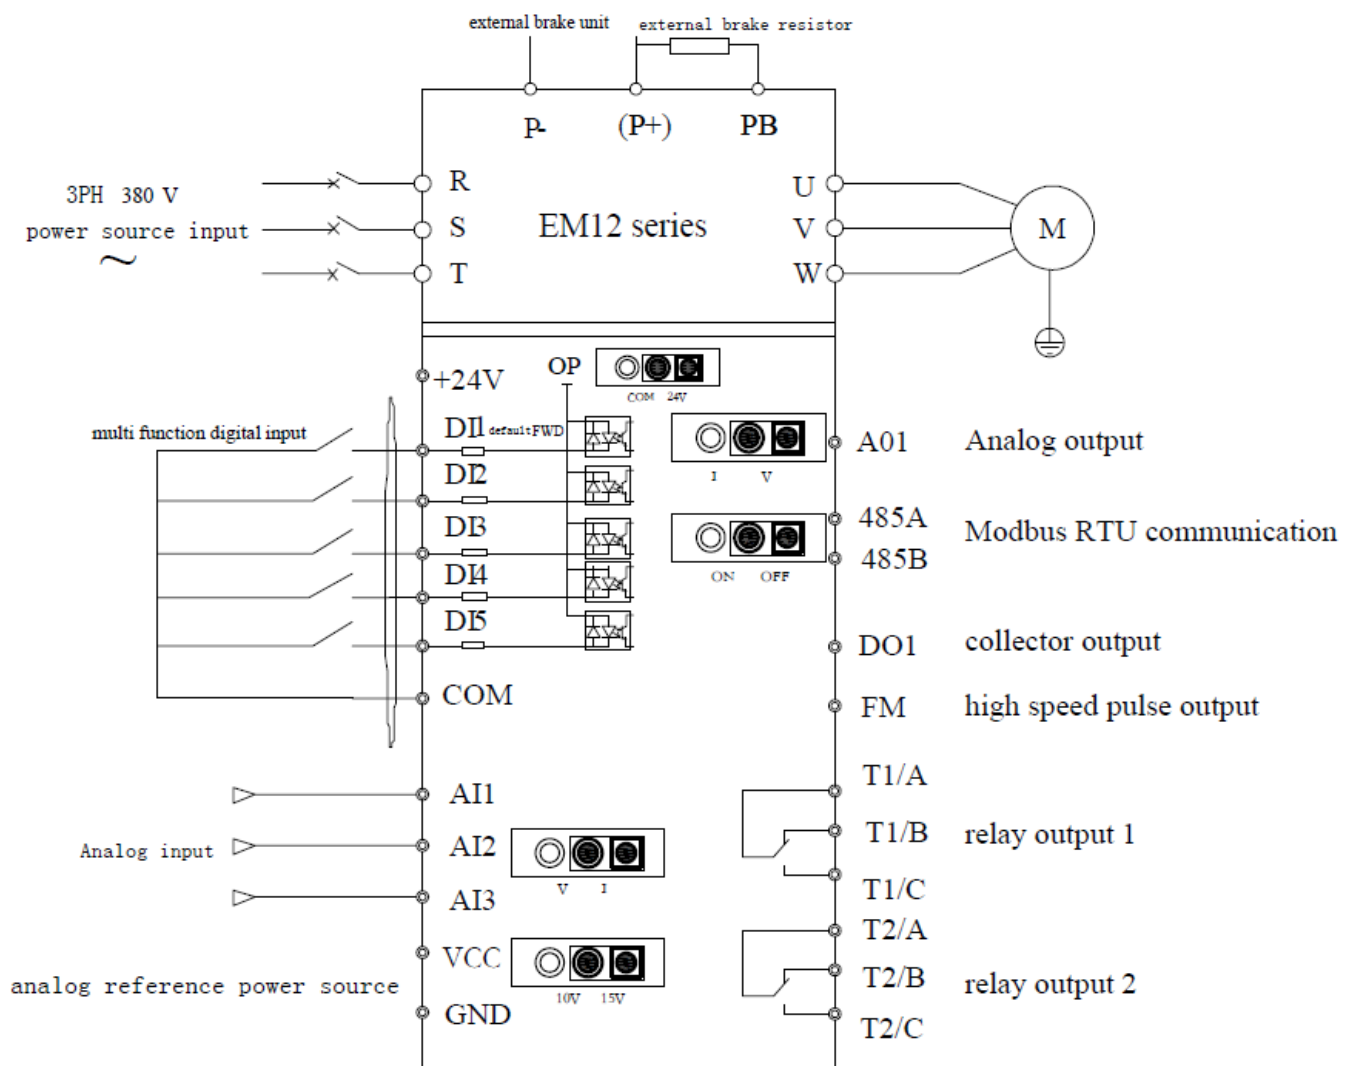 external brake unit
external brake resistor
P-
(P+)
PB
3PH 380 V
power source input
~
R
S
T
EM12 series
U
V
W
M
+24V
OP
COM 24V
multi function digital input
DI1 default FWD
DI2
DI3
DI4
DI5
COM
I V
A01
Analog output
ON OFF
485A
485B
Modbus RTU communication
DO1
collector output
FM
high speed pulse output
Analog input
AI1
AI2
AI3
V I
analog reference power source
VCC
GND
10V 15V
T1/A
T1/B
T1/C
relay output 1
T2/A
T2/B
T2/C
relay output 2